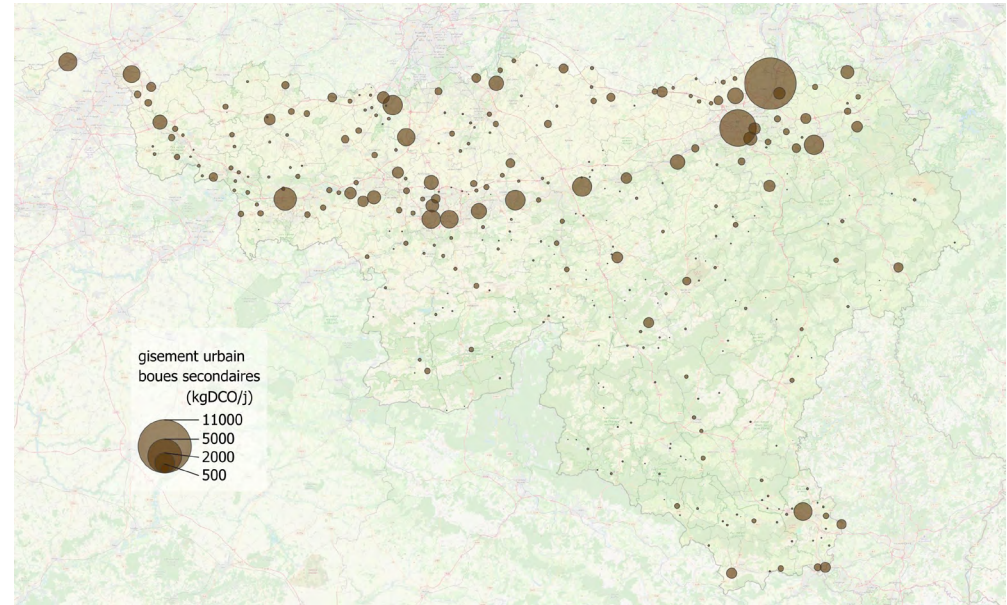 gisement urbain
boues secondaires
(kgDCO/j)
11000
5000
2000
500